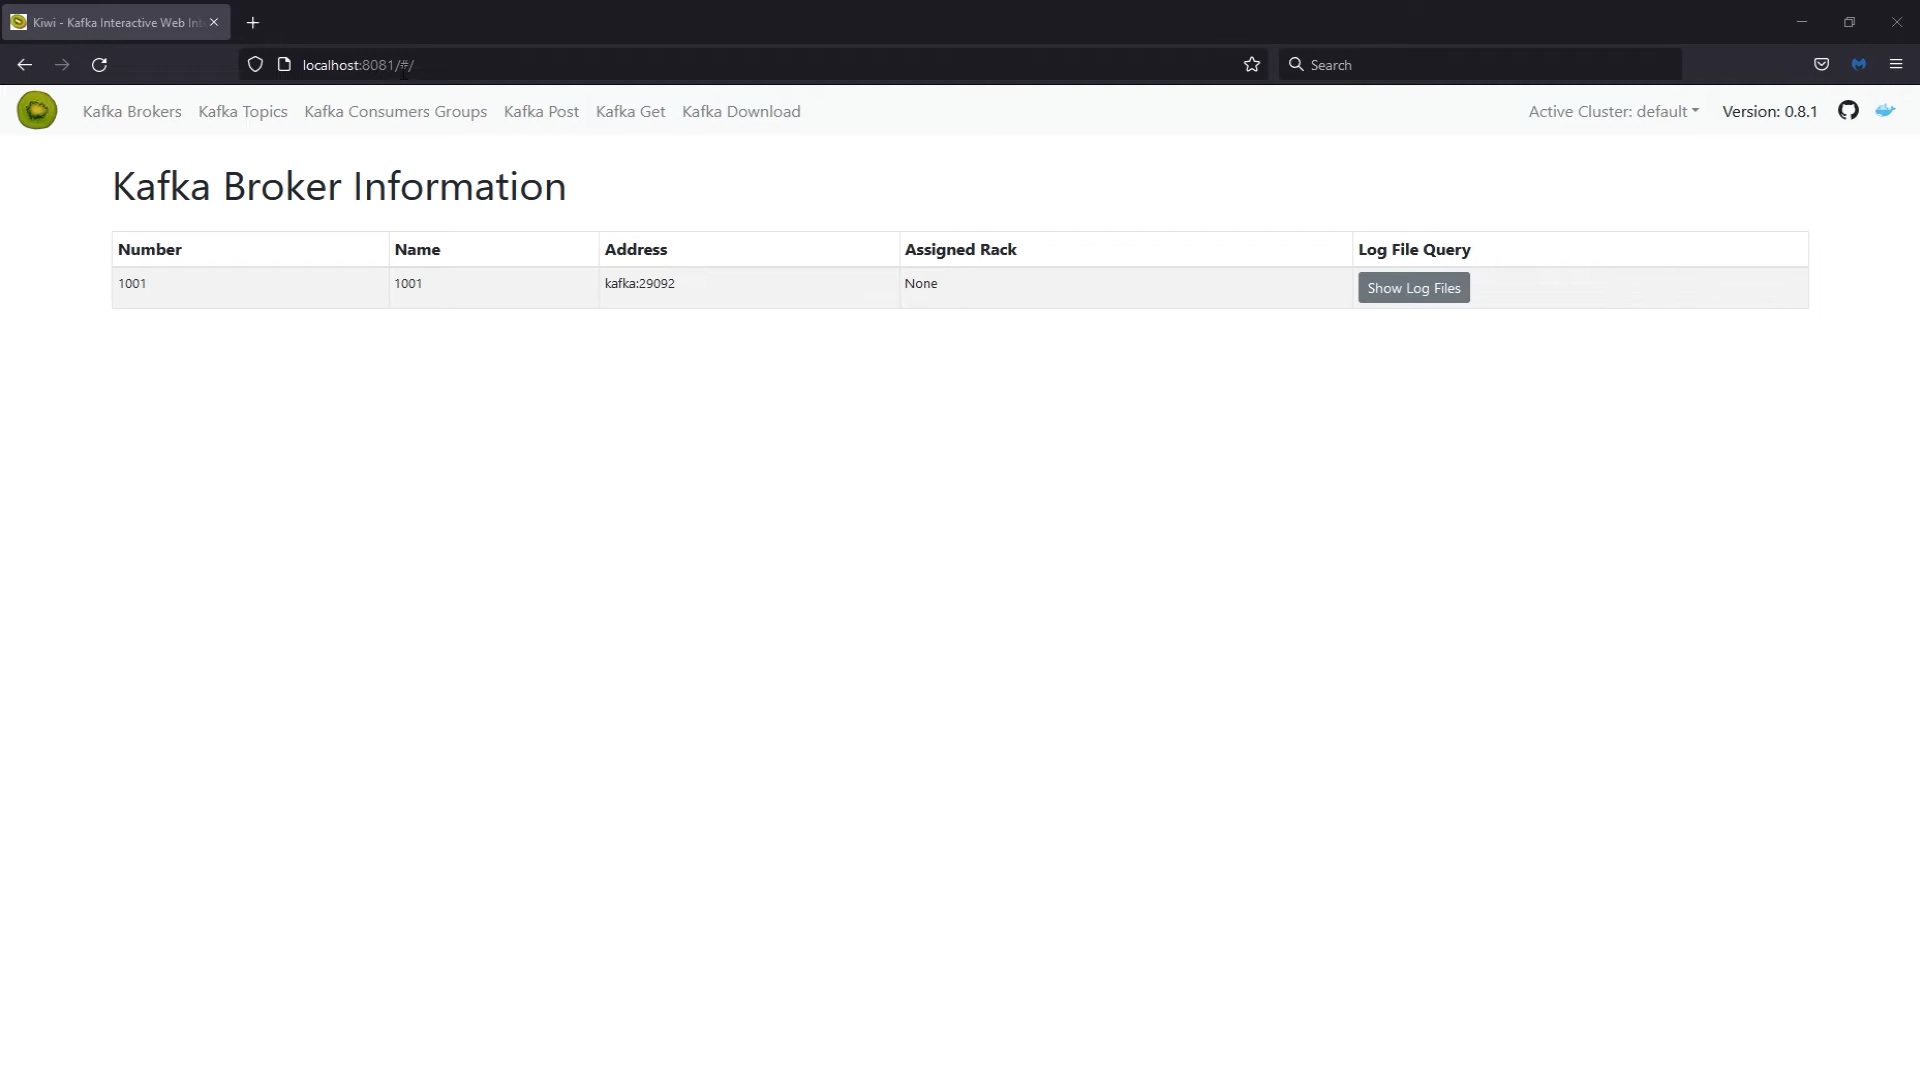 Kiwi - Kafka Interactive Web Int
localhost:8081/#/
Search
Kafka Brokers Kafka Topics Kafka Consumers Groups Kafka Post Kafka Get Kafka Download Active Cluster: default Version: 0.8.1
Kafka Broker Information
Number Name Address Assigned Rack Log File Query
1001 1001 kafka:29092 None Show Log Files